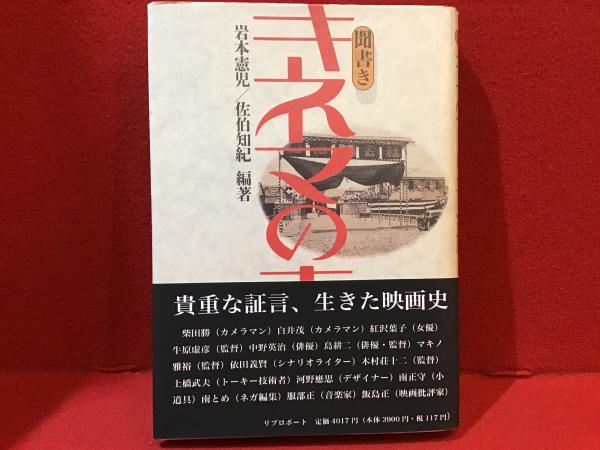 聞書き
キネマの青
岩本憲児／佐伯知紀 編著
貴重な証言、生きた映画史
柴田勝（カメラマン）白井茂（カメラマン）紅沢葉子（女優）
牛原虚彦（監督）中野英治（俳優）島耕二（俳優・監督）マキノ
雅裕（監督）依田義賢（シナリオライター）木村荘十二（監督）
土橋武夫（トーキー技術者）河野鷹思（デザイナー）南正守（小
道具）南とめ（ネガ編集）服部正（音楽家）飯島正（映画批評家）
リブロポート 定価4017円（本体3900円・税117円）